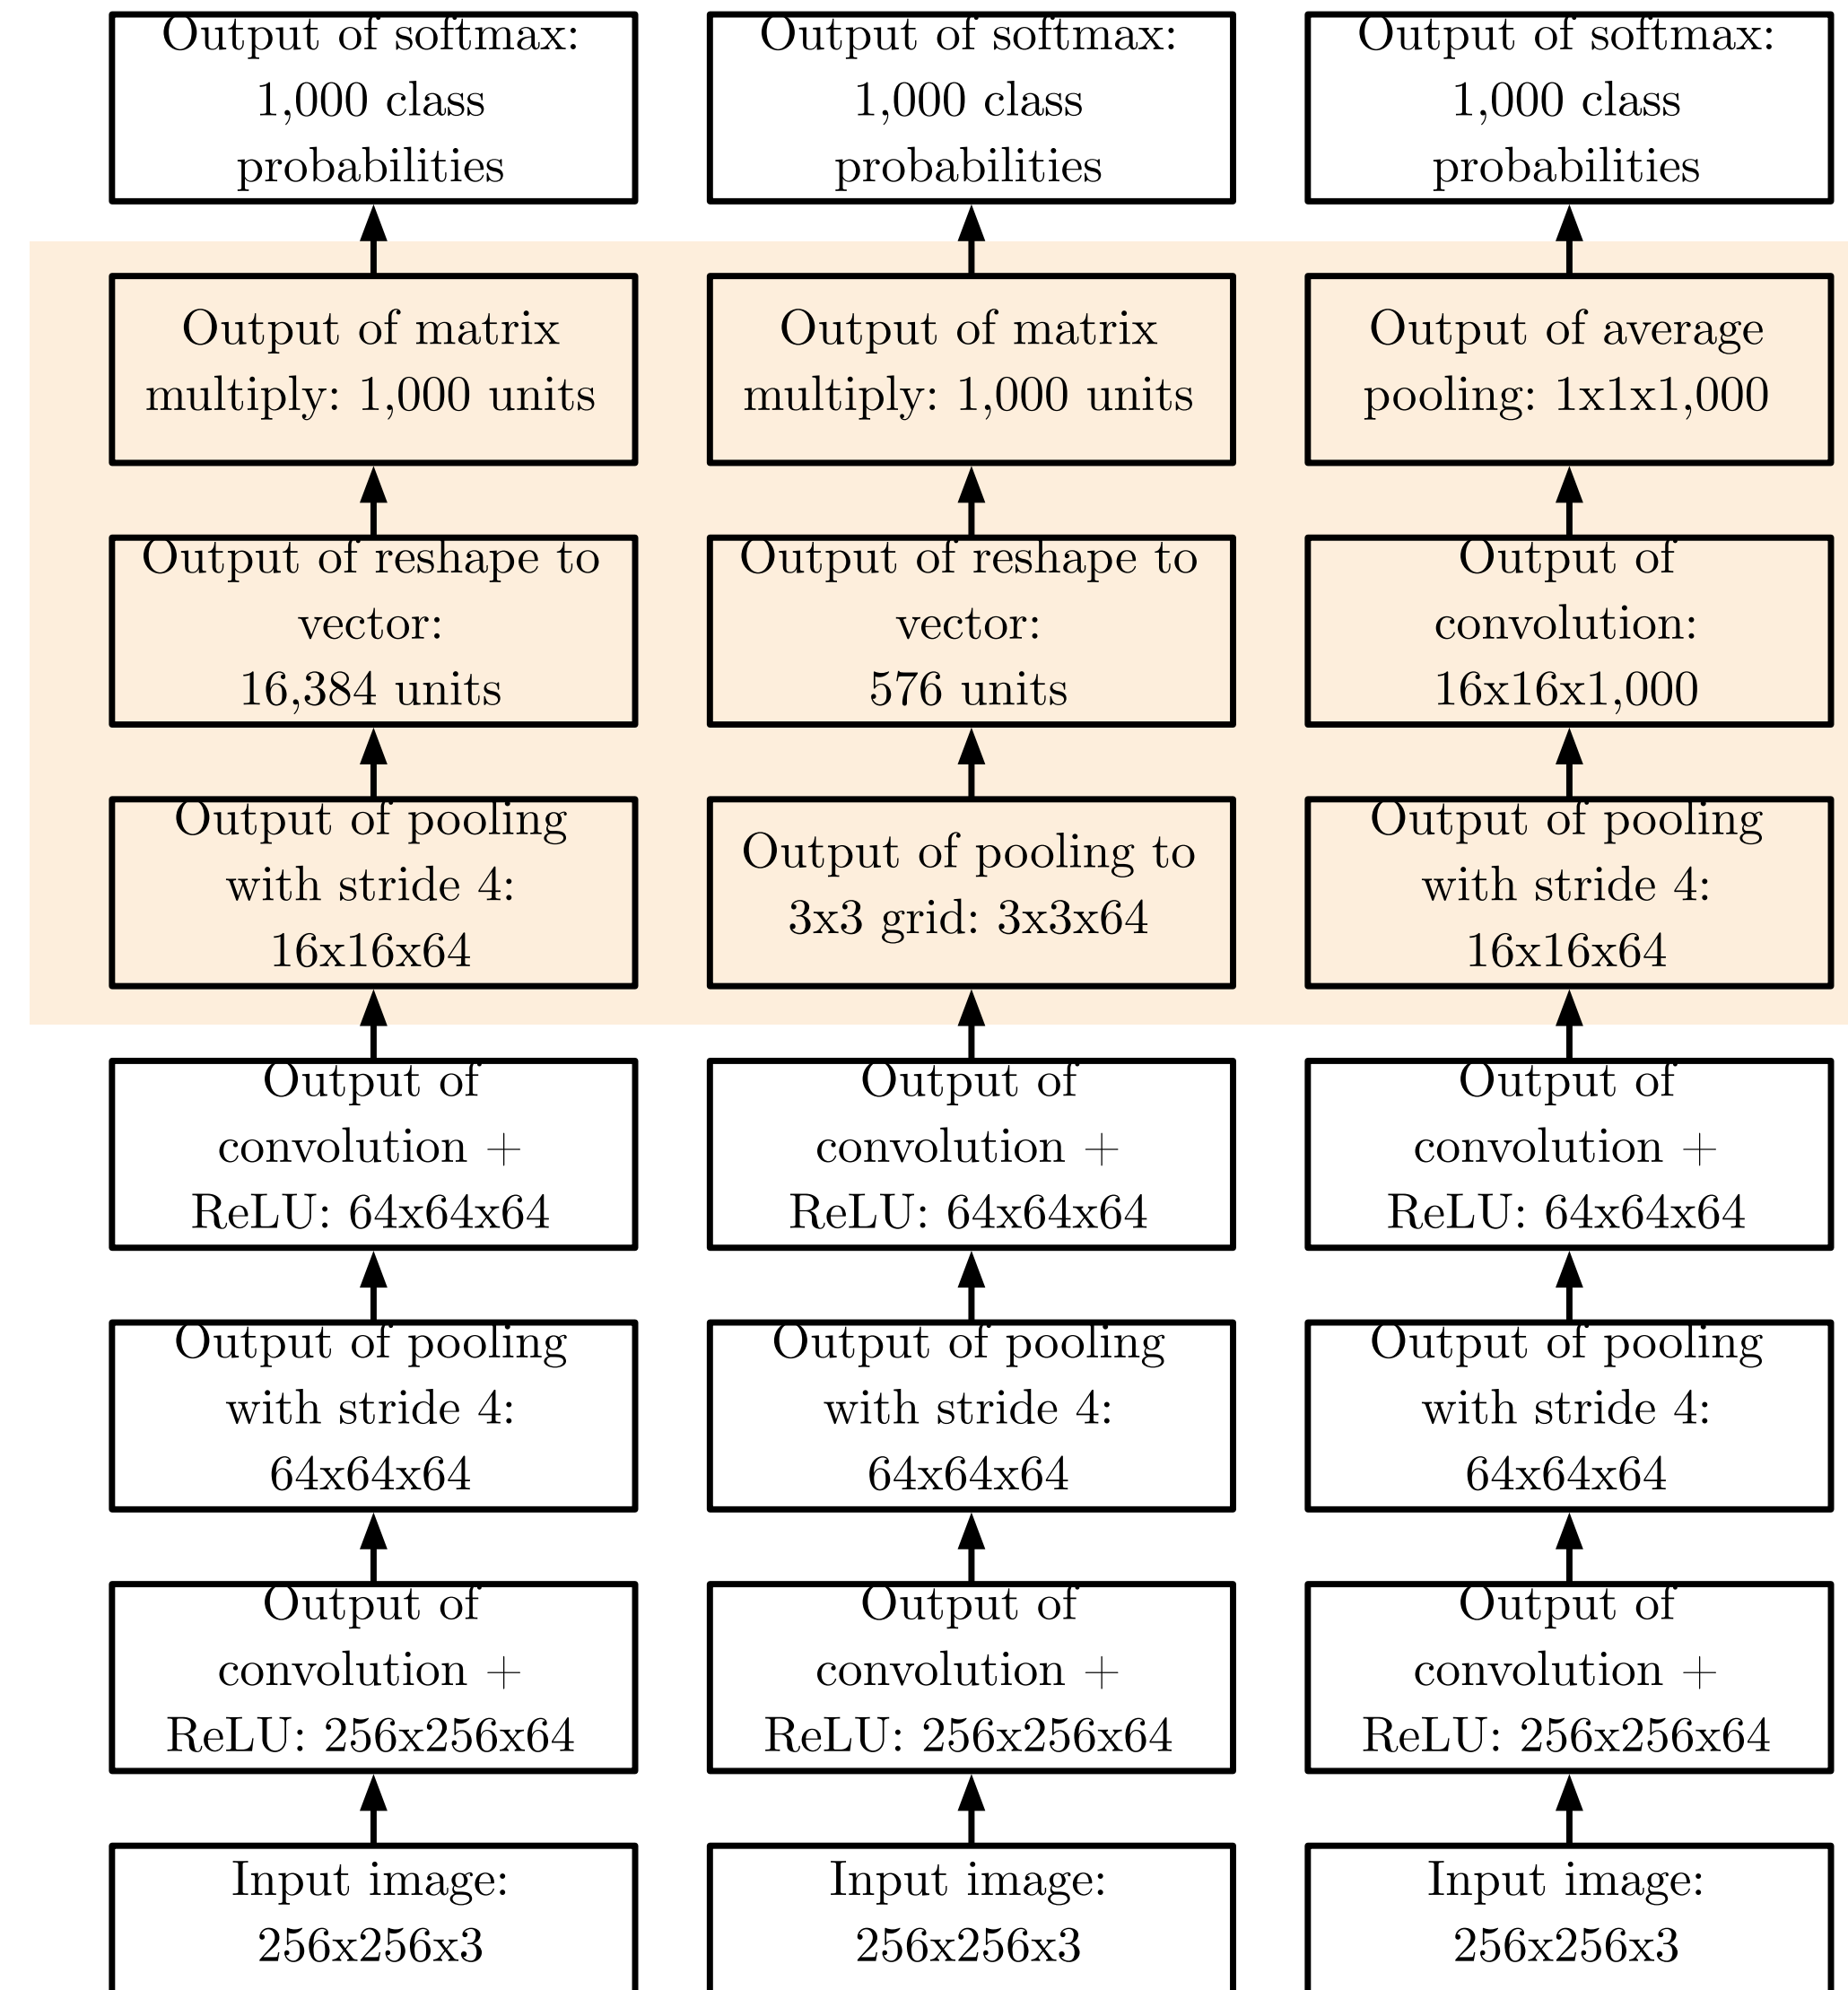 Output of softmax:
1,000 class
probabilities
Output of softmax:
1,000 class
probabilities
Output of softmax:
1,000 class
probabilities
Output of matrix
multiply: 1,000 units
Output of matrix
multiply: 1,000 units
Output of average
pooling: 1x1x1,000
Output of reshape to
vector:
16,384 units
Output of reshape to
vector:
576 units
Output of
convolution:
16x16x1,000
Output of pooling
with stride 4:
16x16x64
Output of pooling to
3x3 grid: 3x3x64
Output of pooling
with stride 4:
16x16x64
Output of
convolution +
ReLU: 64x64x64
Output of
convolution +
ReLU: 64x64x64
Output of
convolution +
ReLU: 64x64x64
Output of pooling
with stride 4:
64x64x64
Output of pooling
with stride 4:
64x64x64
Output of pooling
with stride 4:
64x64x64
Output of
convolution +
ReLU: 256x256x64
Output of
convolution +
ReLU: 256x256x64
Output of
convolution +
ReLU: 256x256x64
Input image:
256x256x3
Input image:
256x256x3
Input image:
256x256x3